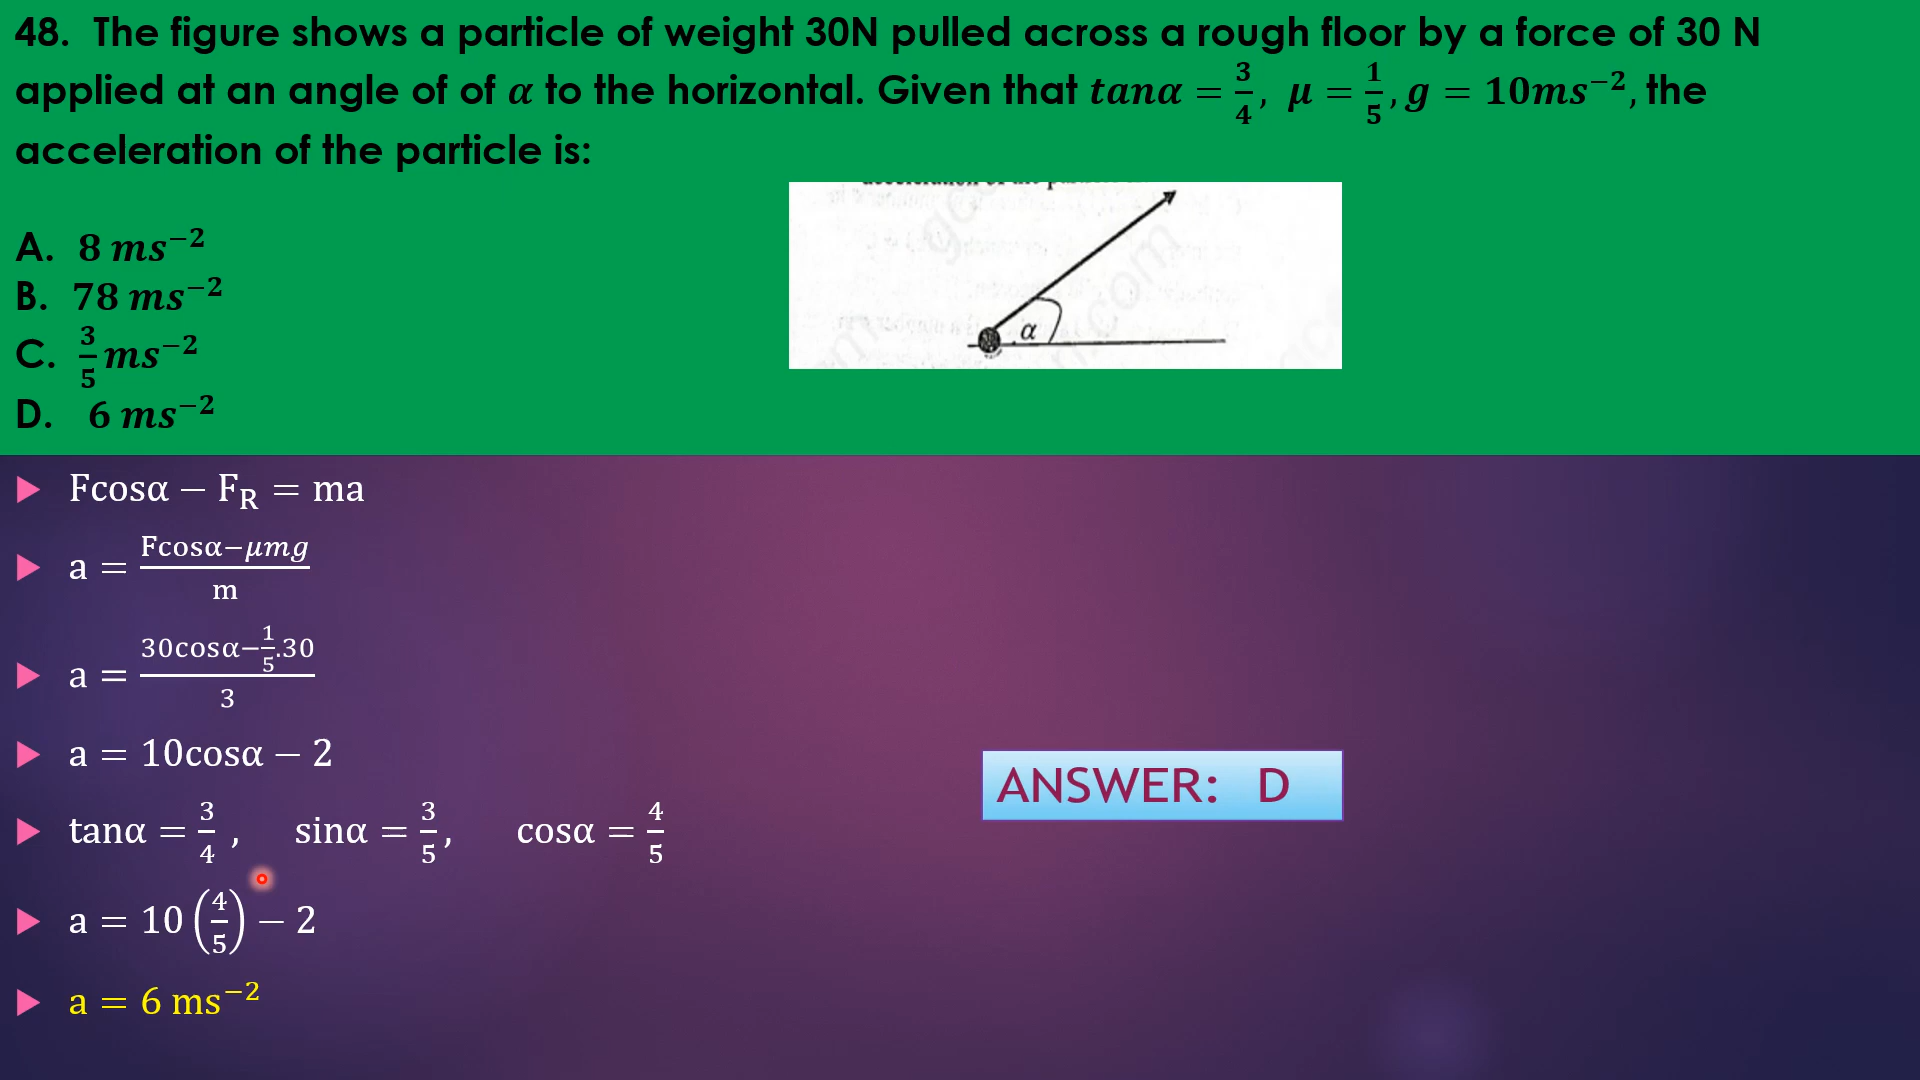 48. The figure shows a particle of weight 30N pulled across a rough floor by a force of 30 N
applied at an angle of of α to the horizontal. Given that tanα = 3/4, μ = 1/5, g = 10ms⁻², the
acceleration of the particle is:
A. 8 ms⁻²
B. 78 ms⁻²
C. 3/5 ms⁻²
D. 6 ms⁻²
α
Fcosα − F_R = ma
a = (Fcosα−μmg)/m
a = (30cosα−1/5.30)/3
a = 10cosα − 2
tanα = 3/4 , sinα = 3/5, cosα = 4/5
a = 10(4/5) − 2
a = 6 ms⁻²
ANSWER: D